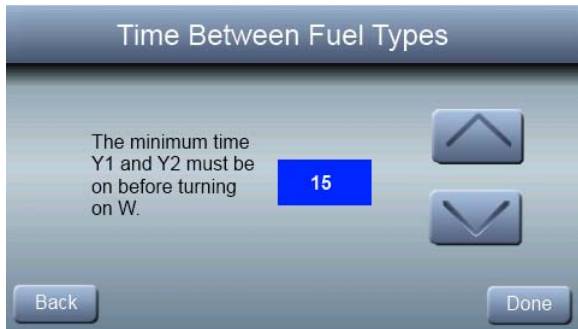 Time Between Fuel Types
The minimum time
Y1 and Y2 must be
on before turning
on W.
15
Back
Done